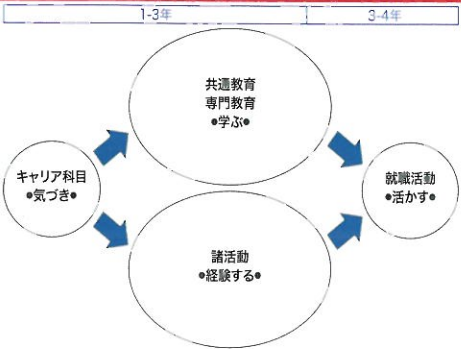 1-3年
3-4年
共通教育
専門教育
●学ぶ●
キャリア科目
●気づき●
就職活動
●活かす●
諸活動
●経験する●